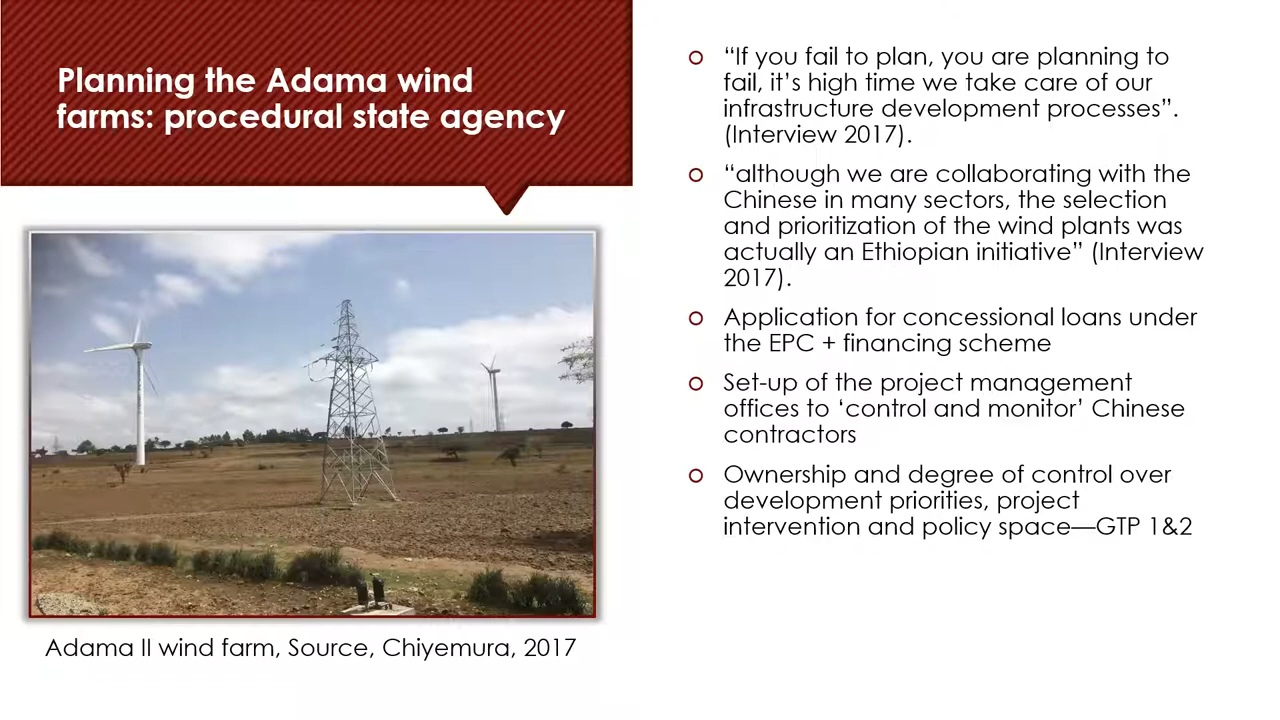 Planning the Adama wind
farms: procedural state agency
Adama II wind farm, Source, Chiyemura, 2017
“If you fail to plan, you are planning to
fail, it’s high time we take care of our
infrastructure development processes”.
(Interview 2017).
“although we are collaborating with the
Chinese in many sectors, the selection
and prioritization of the wind plants was
actually an Ethiopian initiative” (Interview
2017).
Application for concessional loans under
the EPC + financing scheme
Set-up of the project management
offices to ‘control and monitor’ Chinese
contractors
Ownership and degree of control over
development priorities, project
intervention and policy space—GTP 1&2